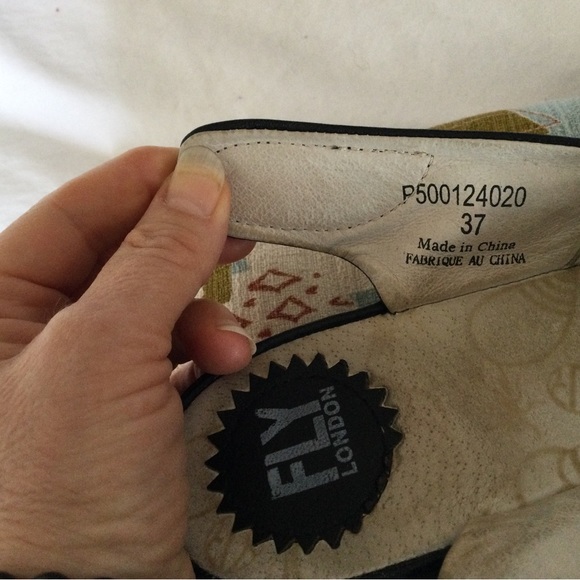 P500124020
37
Made in China
FABRIQUE AU CHINA
FLY
LONDON